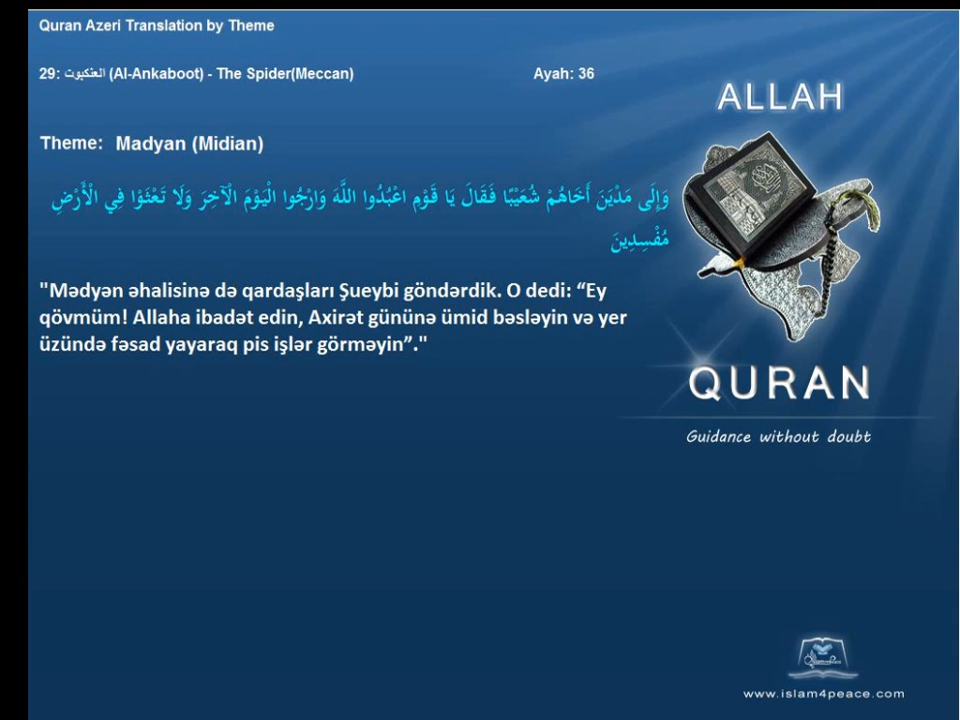 Quran Azeri Translation by Theme
29: العنكبوت (Al-Ankaboot) - The Spider(Meccan) Ayah: 36
Theme: Madyan (Midian)
وَإِلَى مَدْيَنَ أَخَاهُمْ شُعَيْبًا فَقَالَ يَا قَوْمِ اعْبُدُوا اللَّهَ وَارْجُوا الْيَوْمَ الْآخِرَ وَلَا تَعْثَوْا فِي الْأَرْضِ
مُفْسِدِينَ
"Mədyən əhalisinə də qardaşları Şueybi göndərdik. O dedi: “Ey
qövmüm! Allaha ibadət edin, Axirət gününə ümid bəsləyin və yer
üzündə fəsad yayaraq pis işlər görməyin”."
ALLAH
QURAN
Guidance without doubt
www.islam4peace.com